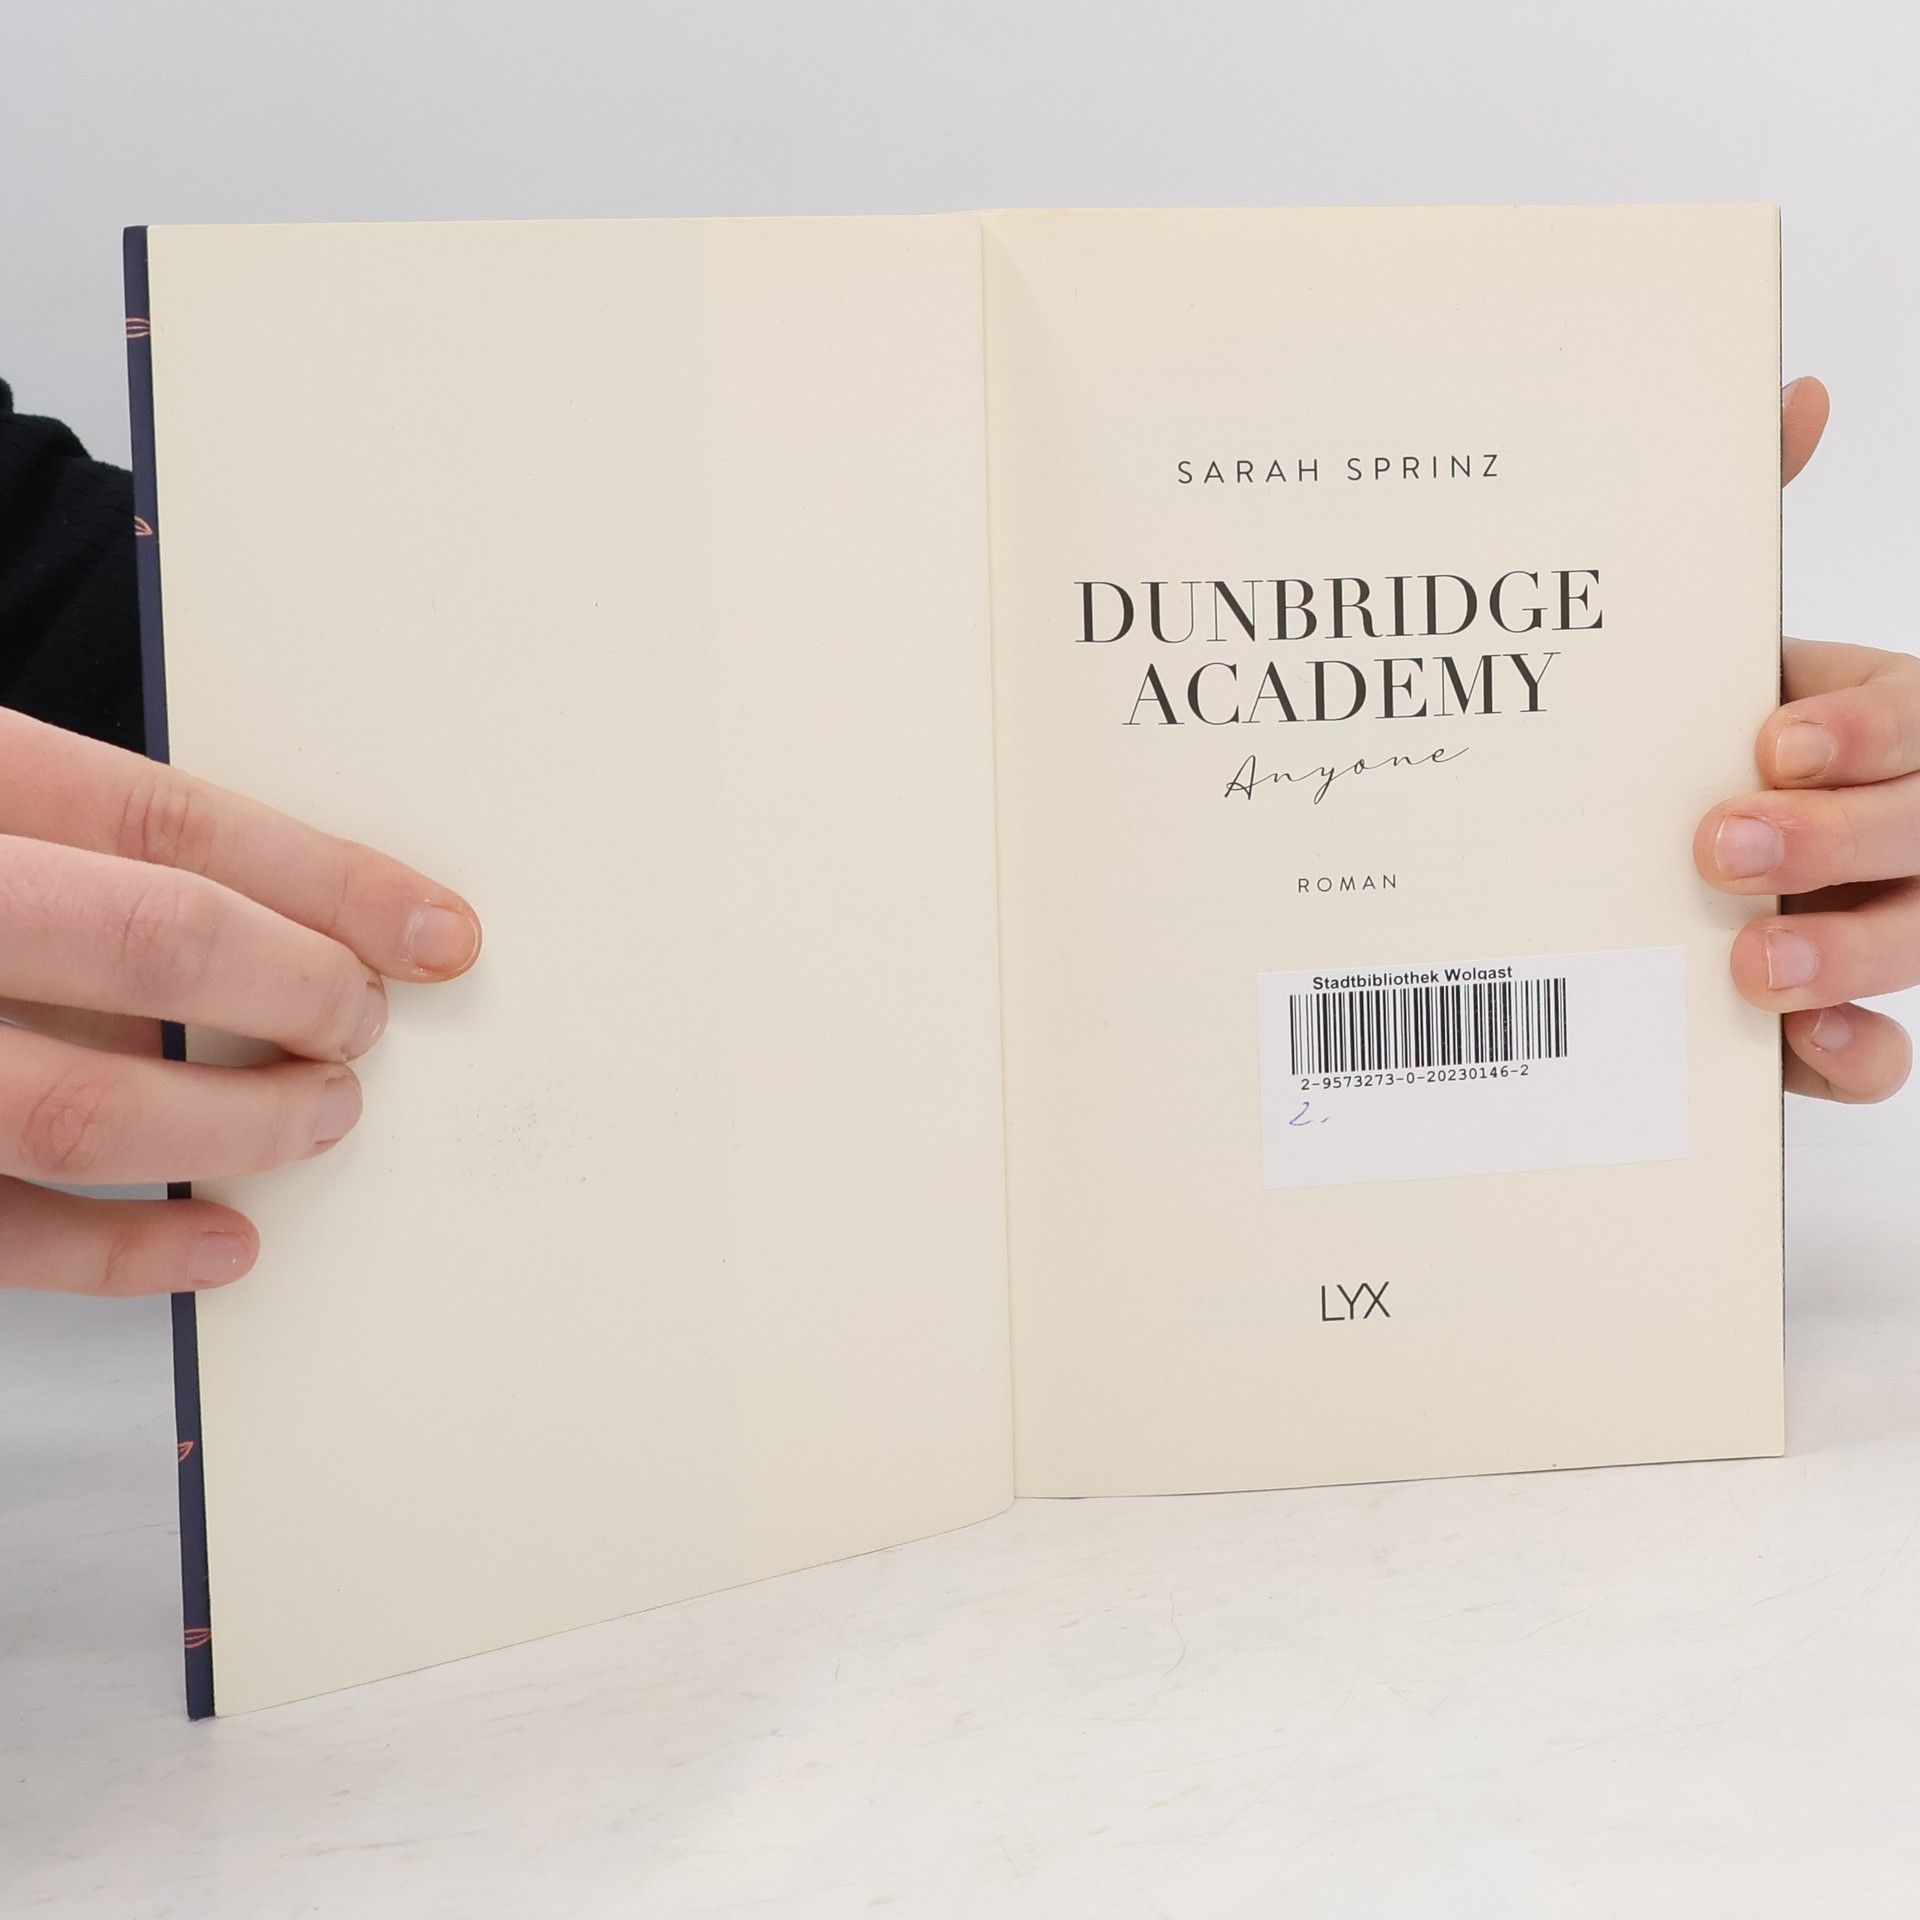 SARAH SPRINZ
DUNBRIDGE
ACADEMY
Anyone
ROMAN
Stadtbibliothek Wolgast
2-9573273-0-20230146-2
2.
LYX